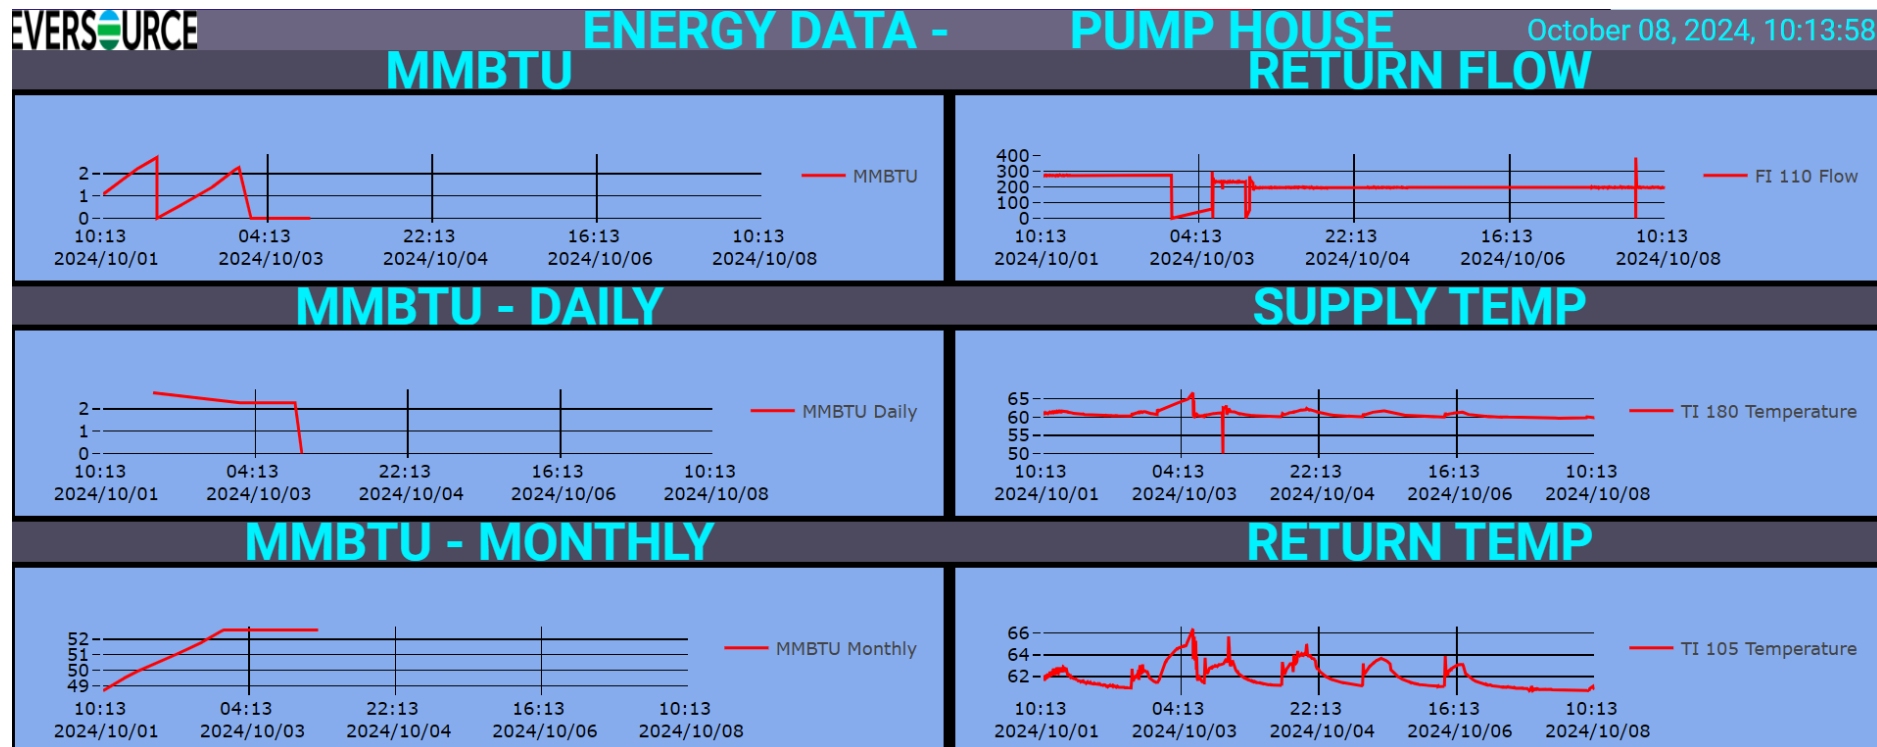 EVERSOURCE
ENERGY DATA - PUMP HOUSE
October 08, 2024, 10:13:58
MMBTU
2
1
0
10:13 04:13 22:13 16:13 10:13
2024/10/01 2024/10/03 2024/10/04 2024/10/06 2024/10/08
MMBTU
RETURN FLOW
400
300
200
100
0
10:13 04:13 22:13 16:13 10:13
2024/10/01 2024/10/03 2024/10/04 2024/10/06 2024/10/08
FI 110 Flow
MMBTU - DAILY
2
1
0
10:13 04:13 22:13 16:13 10:13
2024/10/01 2024/10/03 2024/10/04 2024/10/06 2024/10/08
MMBTU Daily
SUPPLY TEMP
65
60
55
50
10:13 04:13 22:13 16:13 10:13
2024/10/01 2024/10/03 2024/10/04 2024/10/06 2024/10/08
TI 180 Temperature
MMBTU - MONTHLY
52
51
50
49
10:13 04:13 22:13 16:13 10:13
2024/10/01 2024/10/03 2024/10/04 2024/10/06 2024/10/08
MMBTU Monthly
RETURN TEMP
66
64
62
10:13 04:13 22:13 16:13 10:13
2024/10/01 2024/10/03 2024/10/04 2024/10/06 2024/10/08
TI 105 Temperature